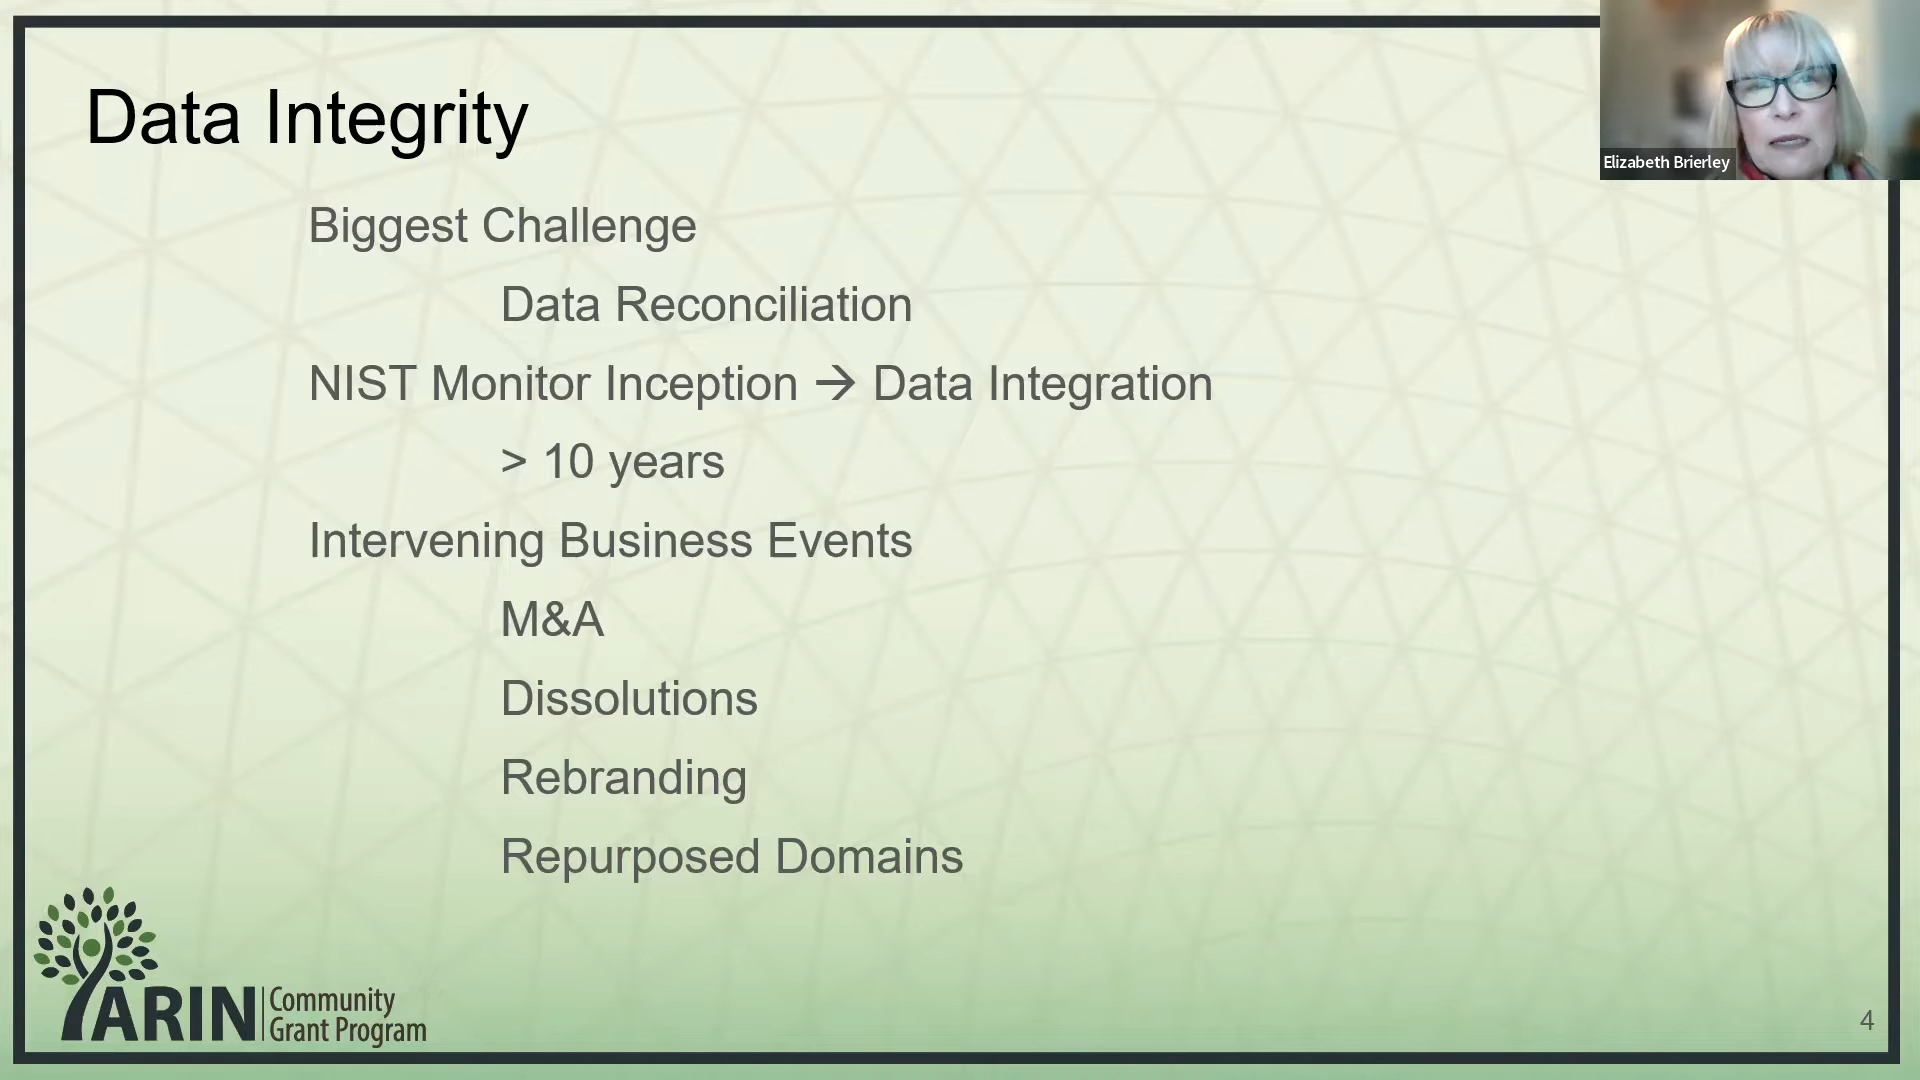 Data Integrity
Elizabeth Brierley
Biggest Challenge
Data Reconciliation
NIST Monitor Inception → Data Integration
> 10 years
Intervening Business Events
M&A
Dissolutions
Rebranding
Repurposed Domains
ARIN
Community
Grant Program
4